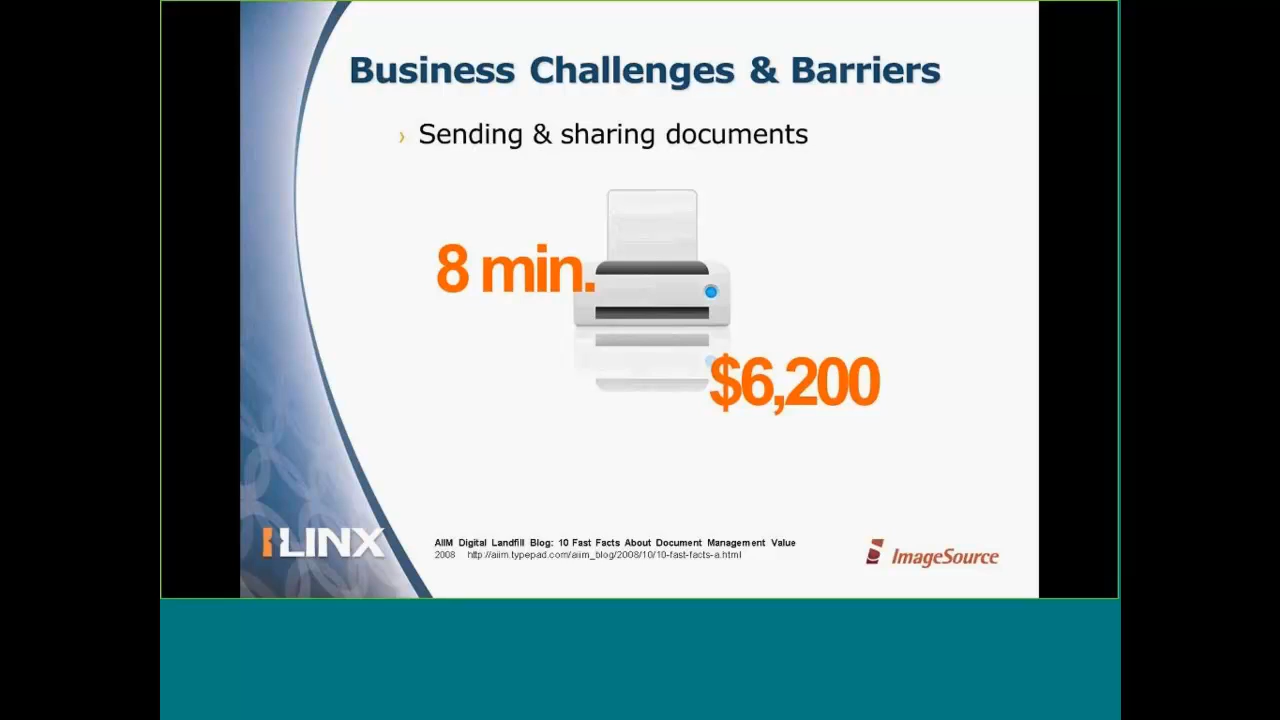 Business Challenges & Barriers
› Sending & sharing documents
8 min.
$6,200
ILINX
AIIM Digital Landfill Blog: 10 Fast Facts About Document Management Value
2008 http://aiim.typepad.com/aiim_blog/2008/10/10-fast-facts-a.html
ImageSource